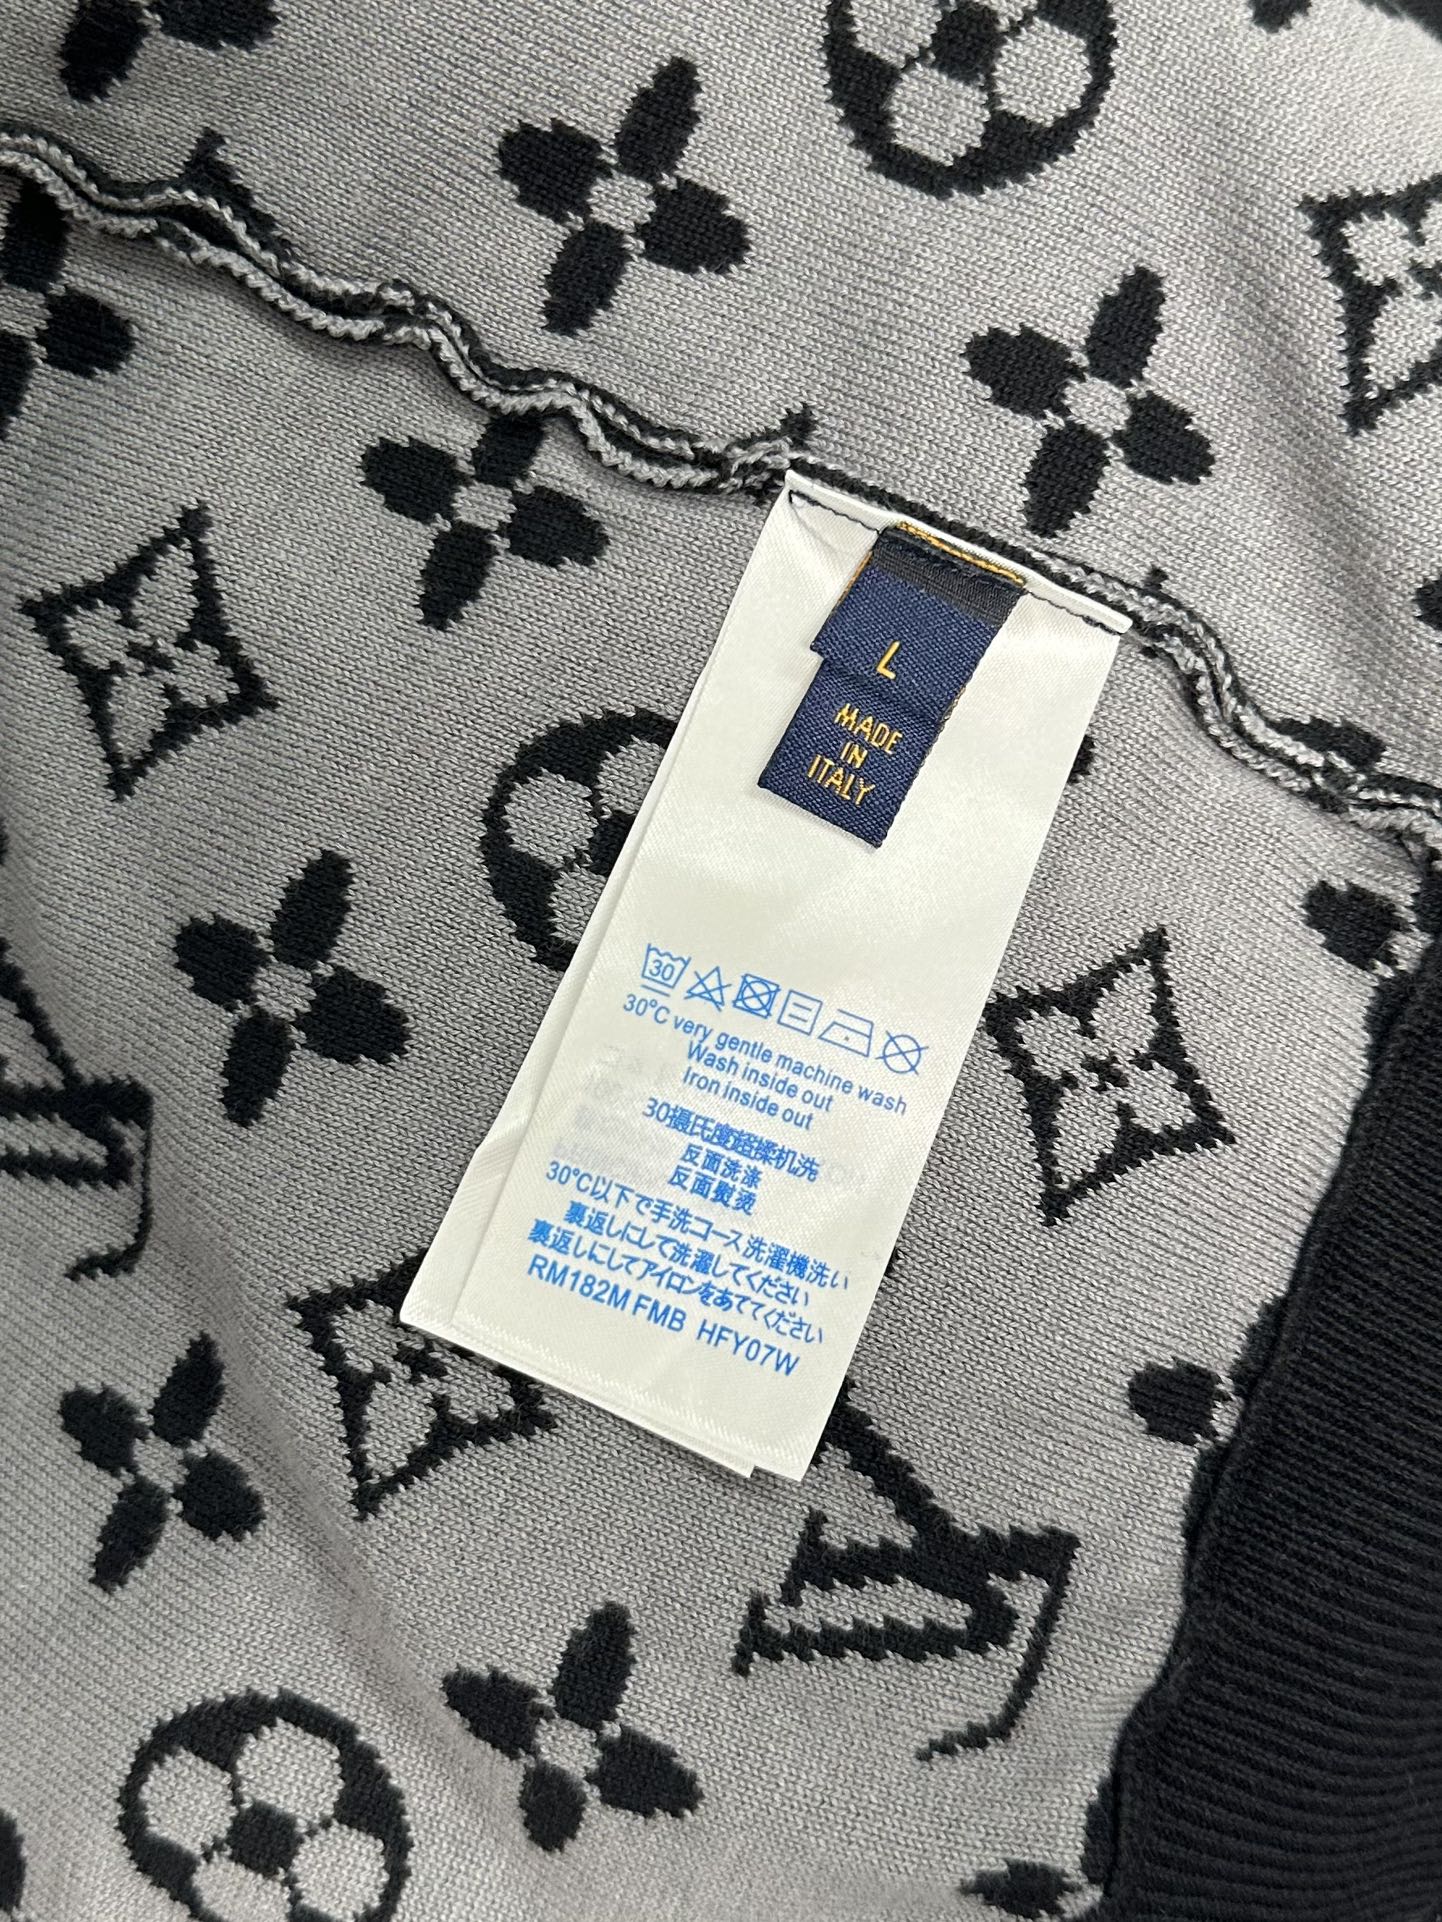 L
MADE
IN
ITALY
30
30°C very gentle machine wash
Wash inside out
Iron inside out
30摄氏度超揉机洗
反面洗涤
反面熨烫
30°C以下で手洗コース洗濯機洗い
裏返しにして洗濯してください
裏返しにしてアイロンをあててください
RM182M FMB HFY07W